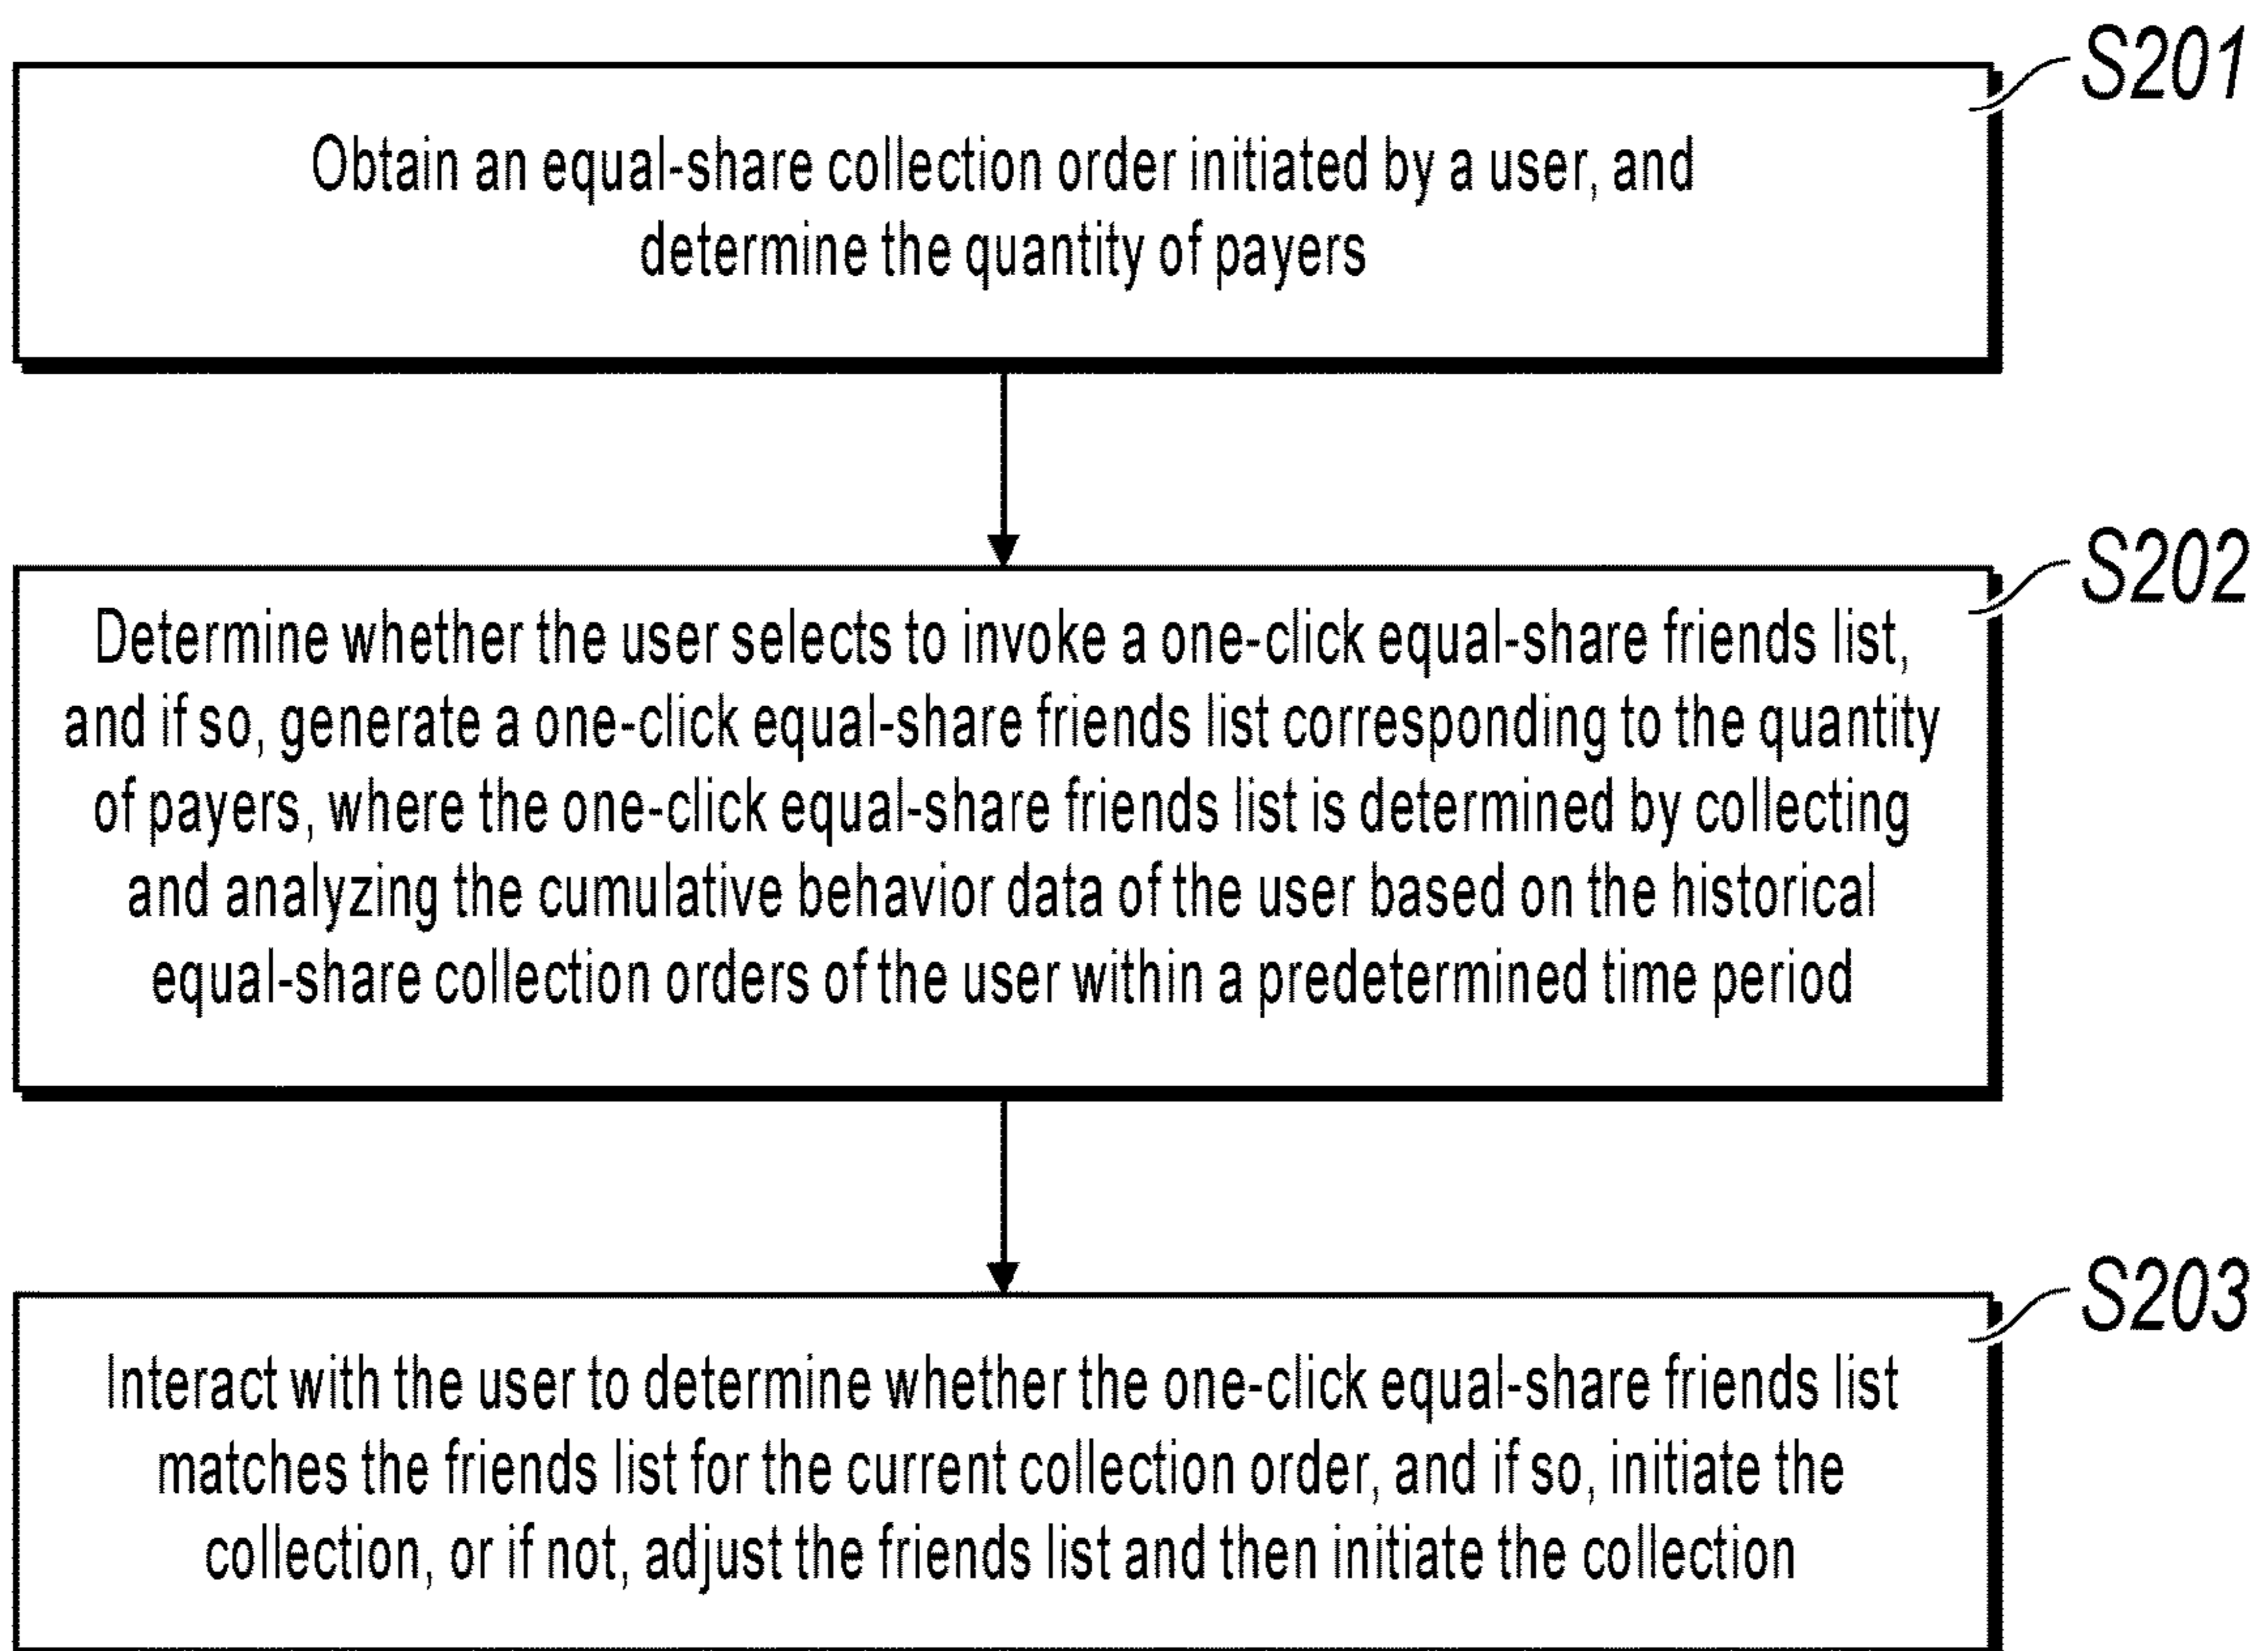 S201
Obtain an equal-share collection order initiated by a user, and
determine the quantity of payers
S202
Determine whether the user selects to invoke a one-click equal-share friends list,
and if so, generate a one-click equal-share friends list corresponding to the quantity
of payers, where the one-click equal-share friends list is determined by collecting
and analyzing the cumulative behavior data of the user based on the historical
equal-share collection orders of the user within a predetermined time period
S203
Interact with the user to determine whether the one-click equal-share friends list
matches the friends list for the current collection order, and if so, initiate the
collection, or if not, adjust the friends list and then initiate the collection